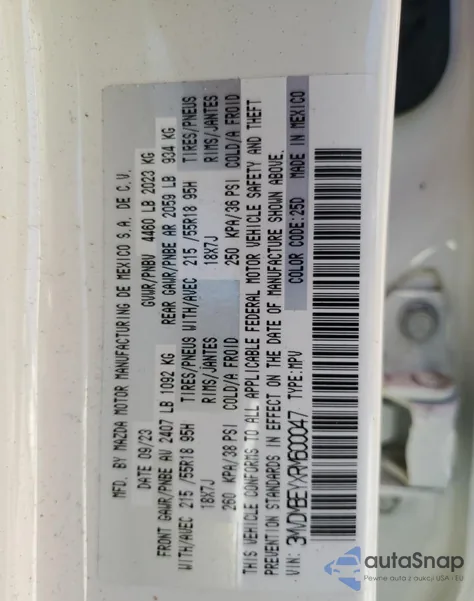 MFD. BY MAZDA MOTOR MANUFACTURING DE MEXICO S.A. DE C.V.
DATE 09/23 GVWR/PNBV 4460 LB 2023 KG
FRONT GAWR/PNBE AV 2407 LB 1092 KG REAR GAWR/PNBE AR 2059 LB 934 KG
WITH/AVEC 215 /55R18 95H TIRES/PNEUS WITH/AVEC 215 /55R18 95H TIRES/PNEUS
18X7J RIMS/JANTES 18X7J RIMS/JANTES
260 KPA/38 PSI COLD/A FROID 250 KPA/36 PSI COLD/A FROID
THIS VEHICLE CONFORMS TO ALL APPLICABLE FEDERAL MOTOR VEHICLE SAFETY AND THEFT
PREVENTION STANDARDS IN EFFECT ON THE DATE OF MANUFACTURE SHOWN ABOVE.
VIN: 3MVDMBEYXRM600047 TYPE:MPV COLOR CODE:25D MADE IN MEXICO
autaSnap
Pewne auta z aukcji USA i EU